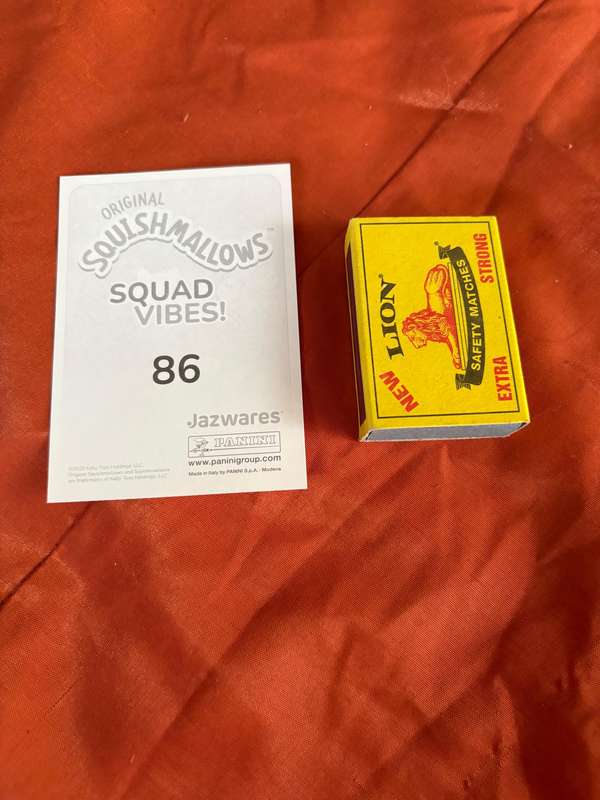 ORIGINAL
SQUISHMALLOWS™
SQUAD
VIBES!
86
Jazwares®
PANINI
www.paninigroup.com
Made in Italy by PANINI S.p.A. - Modena
NEW LION®
SAFETY MATCHES
EXTRA STRONG